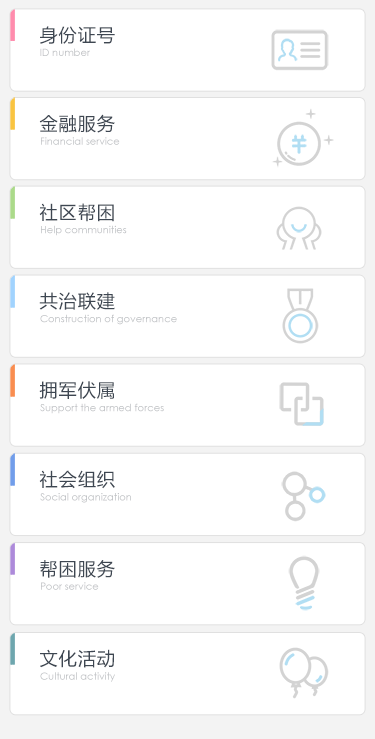 身份证号
ID number
金融服务
Financial service
社区帮困
Help communities
共治联建
Construction of governance
拥军伏属
Support the armed forces
社会组织
Social organization
帮困服务
Poor service
文化活动
Cultural activity